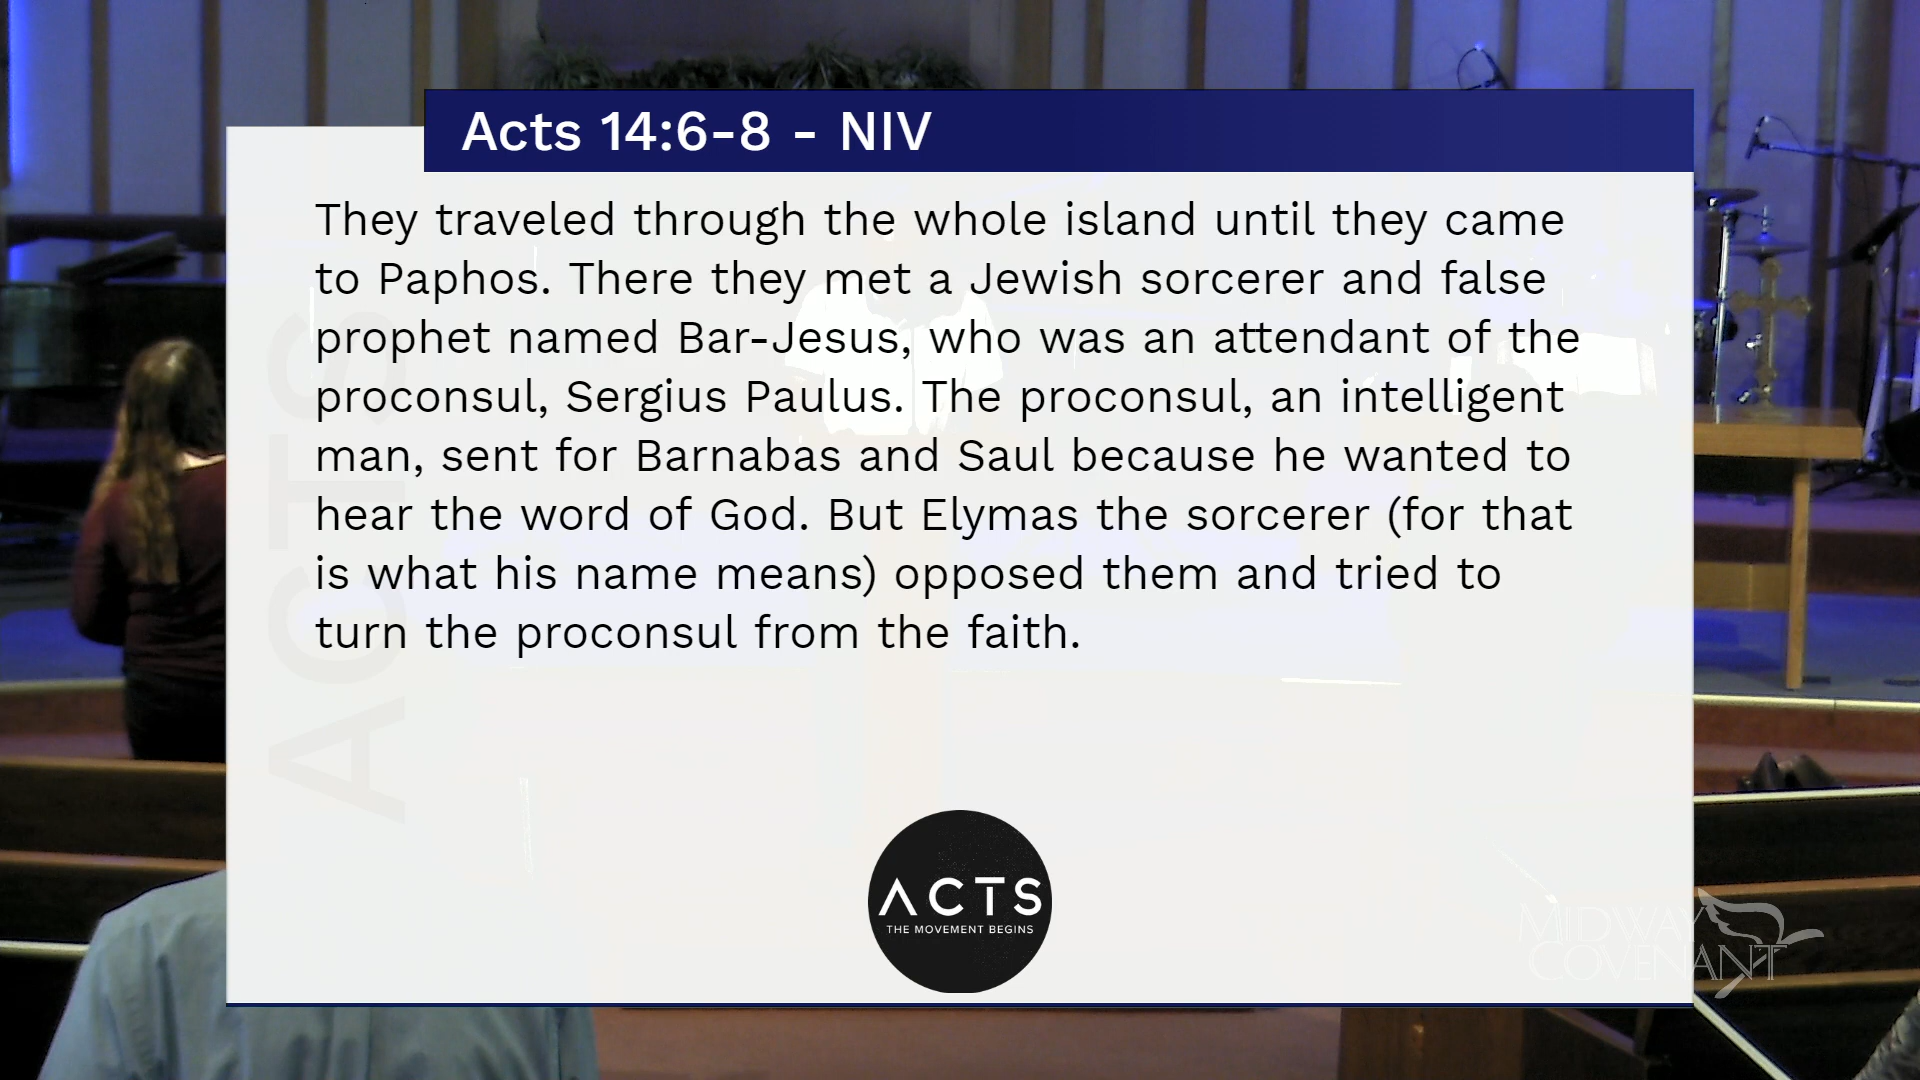 Acts 14:6-8 - NIV
They traveled through the whole island until they came
to Paphos. There they met a Jewish sorcerer and false
prophet named Bar-Jesus, who was an attendant of the
proconsul, Sergius Paulus. The proconsul, an intelligent
man, sent for Barnabas and Saul because he wanted to
hear the word of God. But Elymas the sorcerer (for that
is what his name means) opposed them and tried to
turn the proconsul from the faith.
ACTS
ACTS
THE MOVEMENT BEGINS
MIDWAY
COVENANT